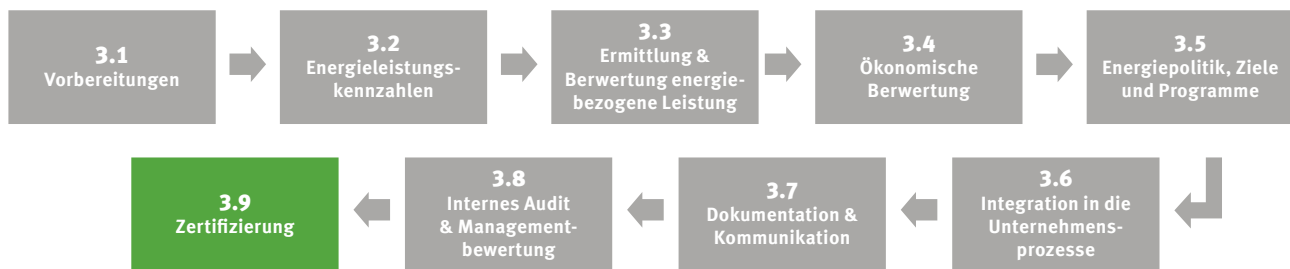 3.1
Vorbereitungen
3.2
Energieleistungs-
kennzahlen
3.3
Ermittlung &
Berwertung energie-
bezogene Leistung
3.4
Ökonomische
Berwertung
3.5
Energiepolitik, Ziele
und Programme
3.6
Integration in die
Unternehmens-
prozesse
3.7
Dokumentation &
Kommunikation
3.8
Internes Audit
& Management-
bewertung
3.9
Zertifizierung